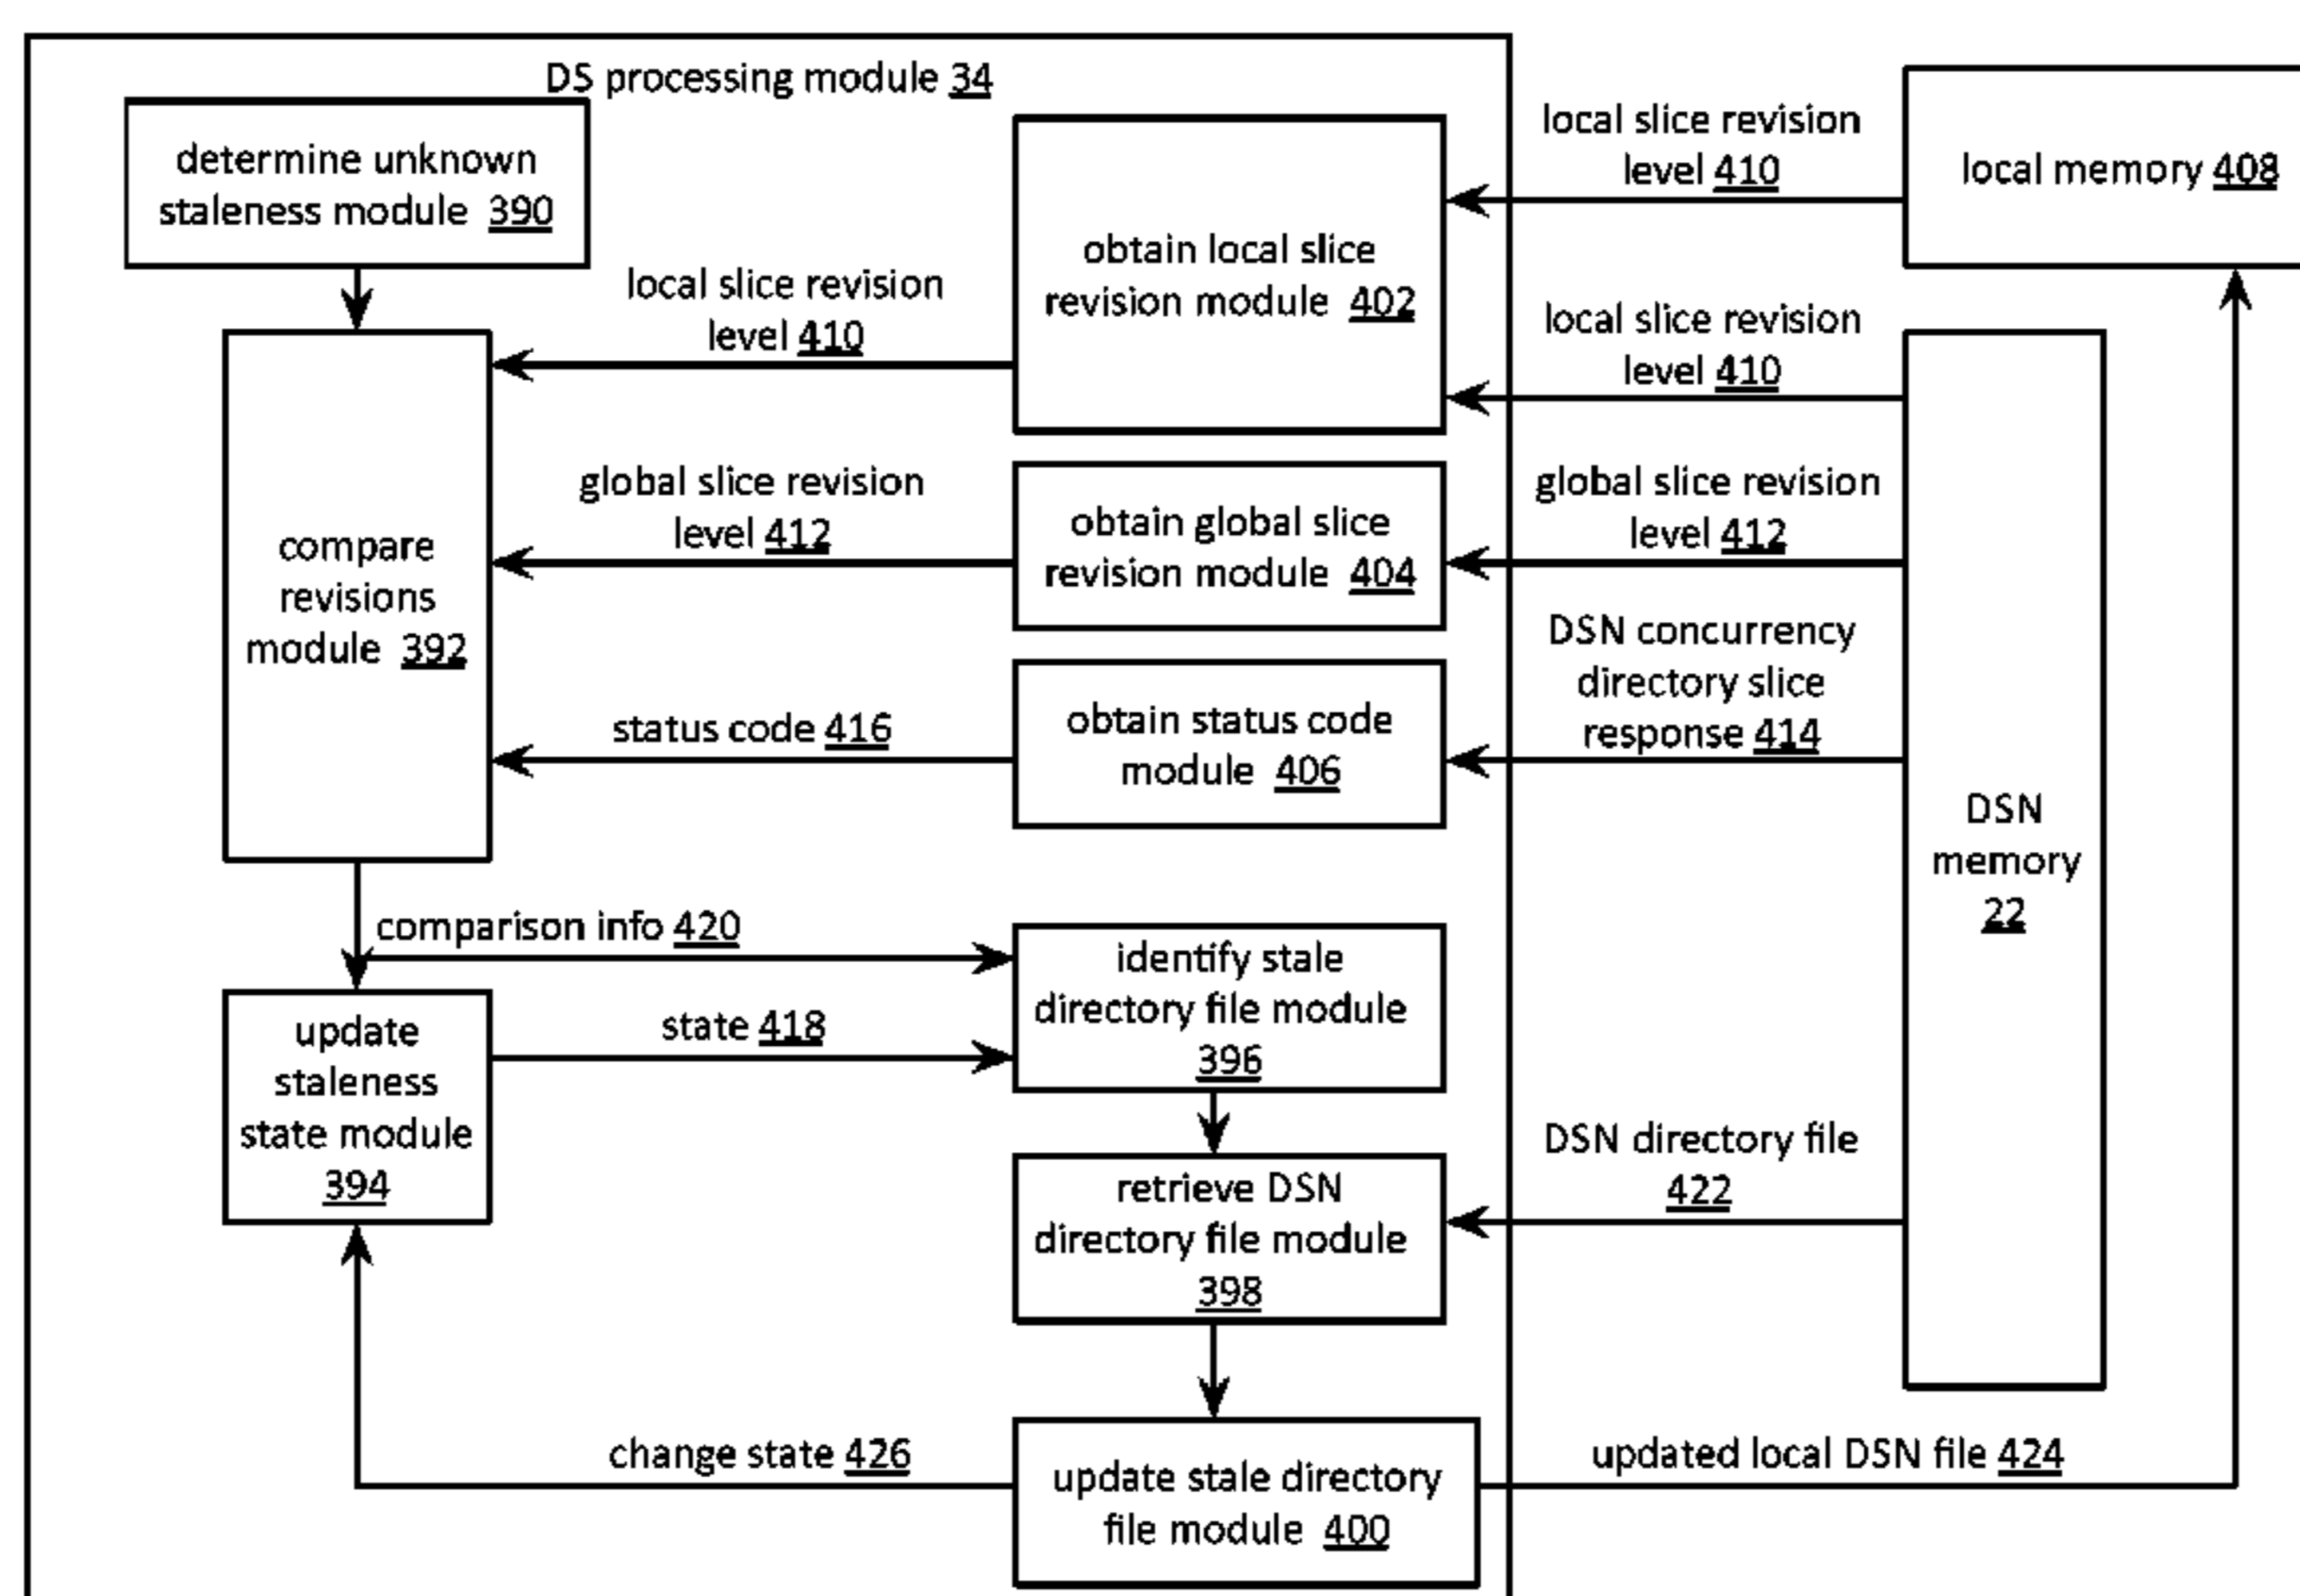 DS processing module 34
determine unknown
staleness module 390
local slice revision
level 410
obtain local slice
revision module 402
local slice revision
level 410
local memory 408
local slice revision
level 410
compare
revisions
module 392
global slice revision
level 412
obtain global slice
revision module 404
global slice revision
level 412
status code 416
obtain status code
module 406
DSN concurrency
directory slice
response 414
DSN
memory
22
comparison info 420
identify stale
directory file module
396
update
staleness
state module
394
state 418
retrieve DSN
directory file module
398
DSN directory file
422
change state 426
update stale directory
file module 400
updated local DSN file 424